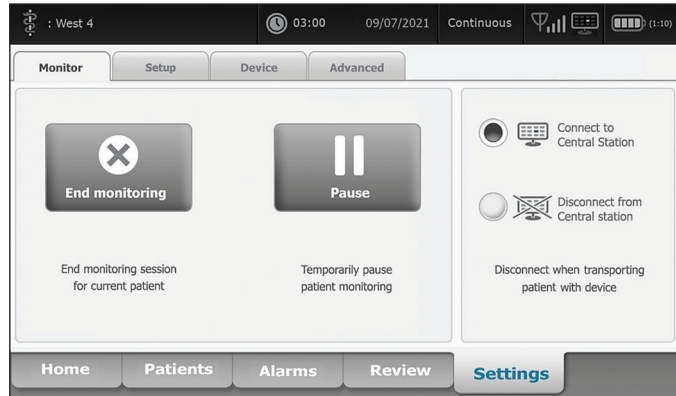 : West 4
03:00
09/07/2021
Continuous
(1:10)
Monitor
Setup
Device
Advanced
End monitoring
Pause
End monitoring session
for current patient
Temporarily pause
patient monitoring
Connect to
Central Station
Disconnect from
Central station
Disconnect when transporting
patient with device
Home
Patients
Alarms
Review
Settings